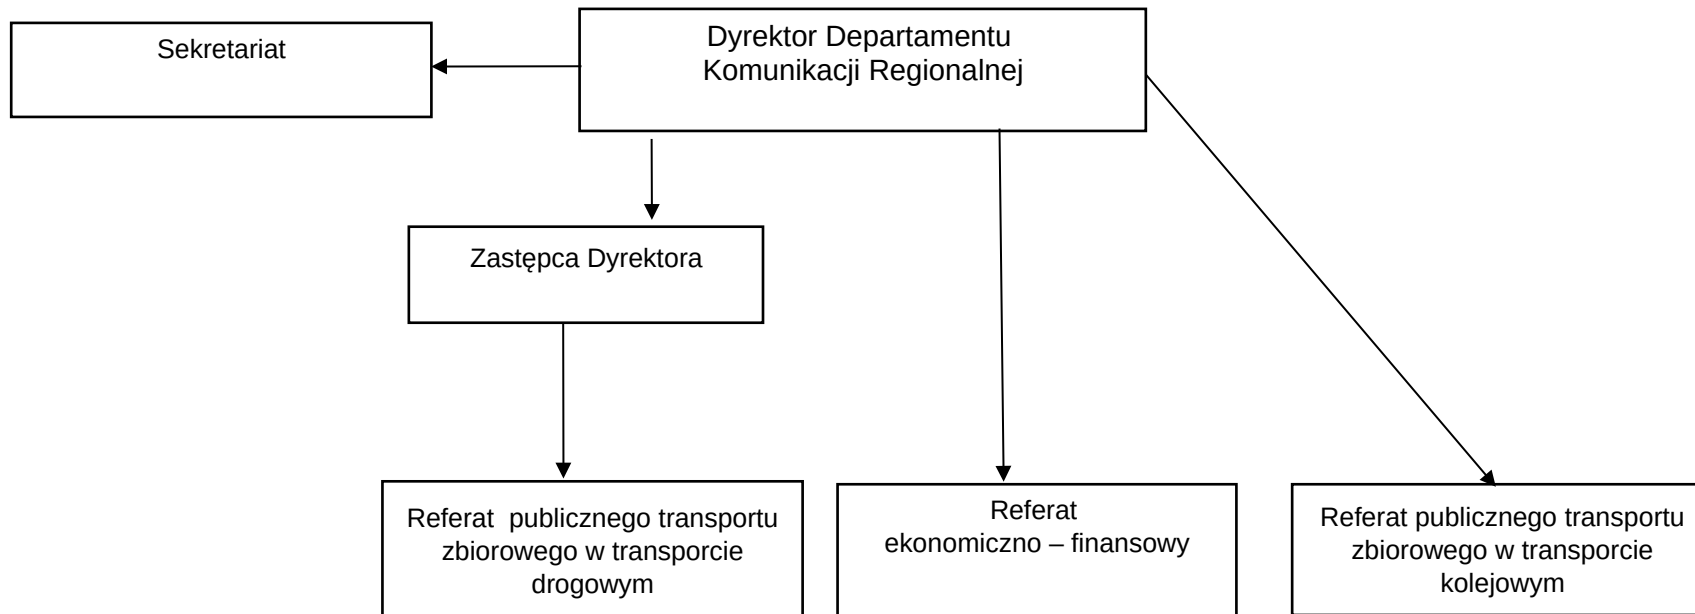 Sekretariat
Dyrektor Departamentu
Komunikacji Regionalnej
Zastępca Dyrektora
Referat publicznego transportu
zbiorowego w transporcie
drogowym
Referat
ekonomiczno – finansowy
Referat publicznego transportu
zbiorowego w transporcie
kolejowym